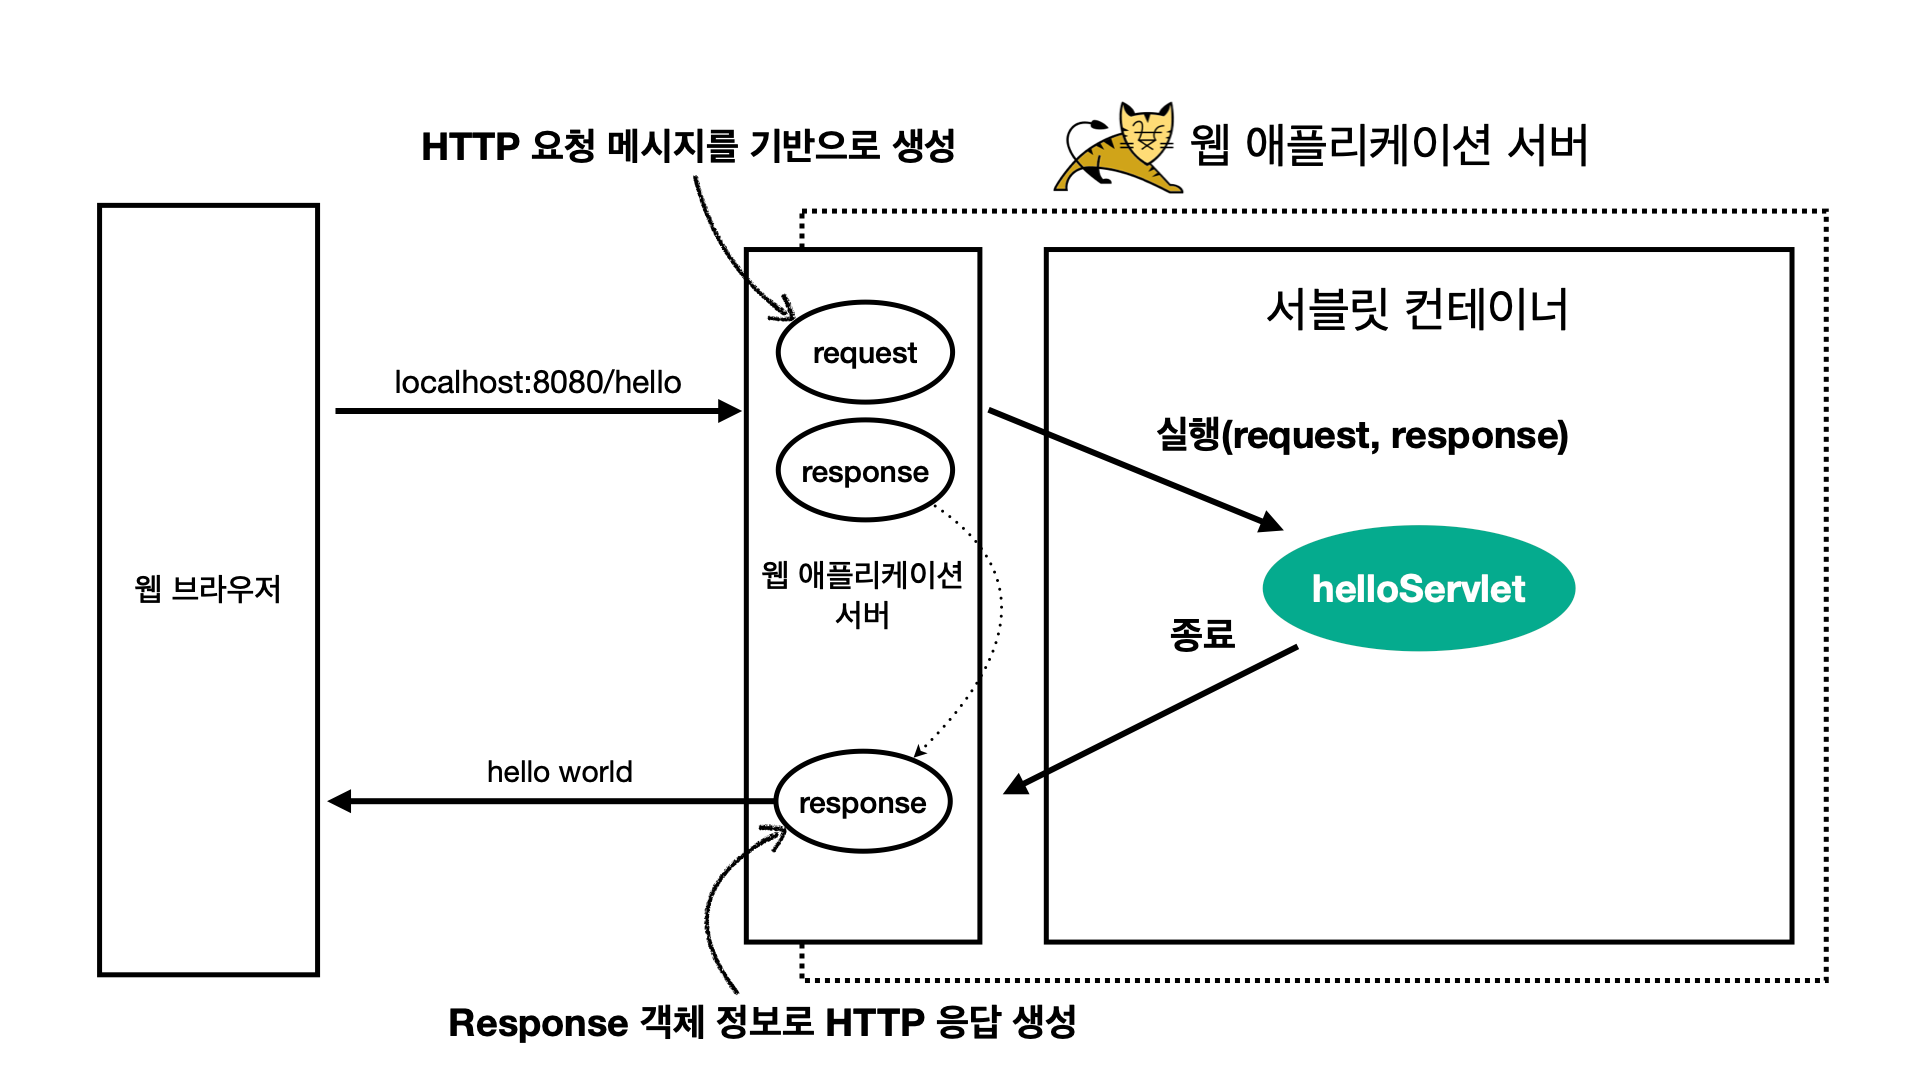 HTTP 요청 메시지를 기반으로 생성
웹 애플리케이션 서버
서블릿 컨테이너
request
localhost:8080/hello
실행(request, response)
response
웹 애플리케이션
서버
웹 브라우저
helloServlet
종료
hello world
response
Response 객체 정보로 HTTP 응답 생성